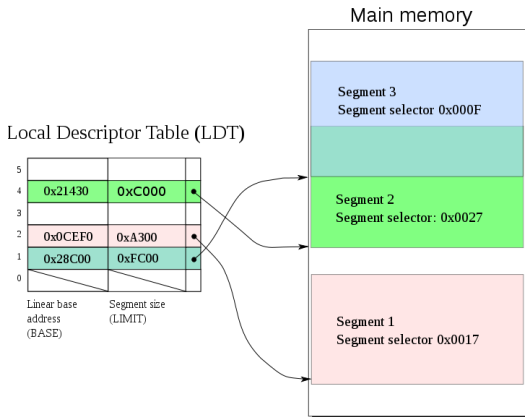 Main memory
Segment 3
Segment selector 0x000F
Local Descriptor Table (LDT)
5
4 0x21430 0xC000
3
2 0x0CEF0 0xA300
1 0x28C00 0xFC00
0
Linear base
address
(BASE)
Segment size
(LIMIT)
Segment 2
Segment selector: 0x0027
Segment 1
Segment selector 0x0017